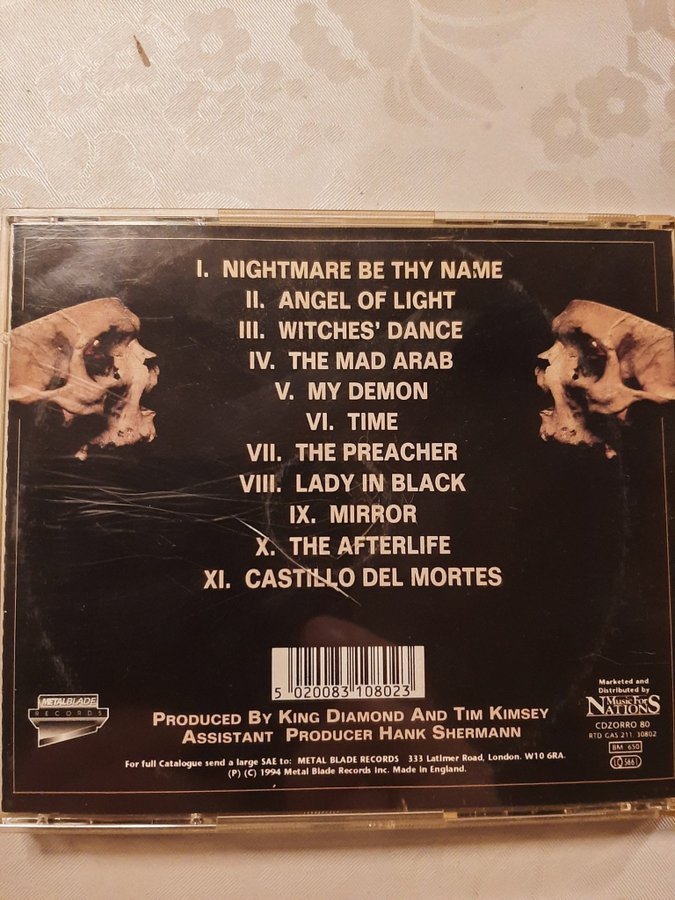 I. NIGHTMARE BE THY NAME
II. ANGEL OF LIGHT
III. WITCHES' DANCE
IV. THE MAD ARAB
V. MY DEMON
VI. TIME
VII. THE PREACHER
VIII. LADY IN BLACK
IX. MIRROR
X. THE AFTERLIFE
XI. CASTILLO DEL MORTES
5 020083 108023
METALBLADE
RECORDS
Marketed and
Distributed by
Music For
NATIONS
CDZORRO 80
RTD GAS 211. 30802
BM 650
LC 5661
PRODUCED BY KING DIAMOND AND TIM KIMSEY
ASSISTANT PRODUCER HANK SHERMANN
For full Catalogue send a large SAE to: METAL BLADE RECORDS 333 Latimer Road, London. W10 6RA.
(P) (C) 1994 Metal Blade Records Inc. Made in England.